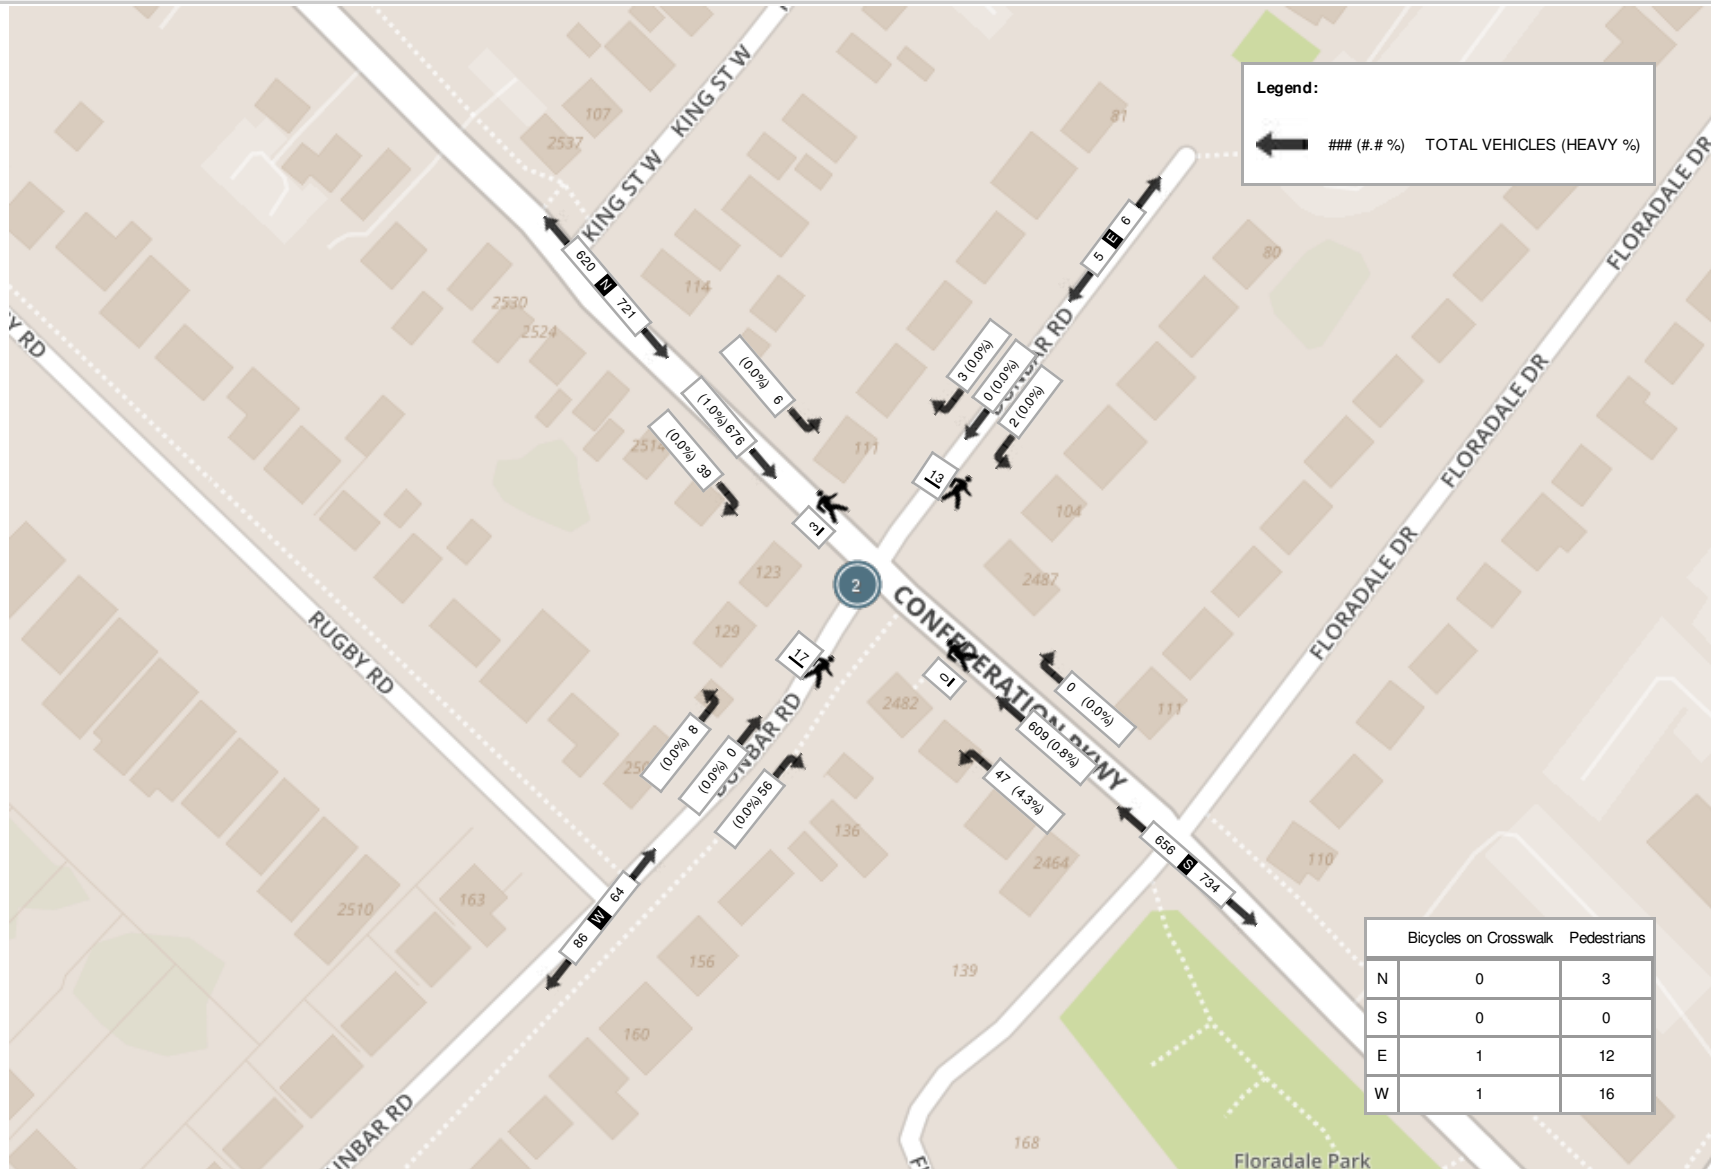 KING ST W
KING ST W
107
2537
81
Legend:
### (#.# %) TOTAL VEHICLES (HEAVY %)
FLORADALE DR
620 N 721
114
2530
2524
5 E 6
80
RD
(0.0%) 6
3 (0.0%)
0 (0.0%)
2 (0.0%)
DUNBAR RD
FLORADALE DR
(1.0%) 676
(0.0%) 39
2514
111
13
3
104
FLORADALE DR
123
2
2487
CONFEDERATION PKWY
129
17
0
RUGBY RD
(0.0%) 8
(0.0%) 0
(0.0%) 56
DUNBAR RD
2482
0 (0.0%)
609 (0.8%)
47 (4.3%)
111
136
2464
656 S 734
110
86 W 64
163
2510
156
139
160
DUNBAR RD
168
Floradale Park
Bicycles on Crosswalk Pedestrians
N 0 3
S 0 0
E 1 12
W 1 16